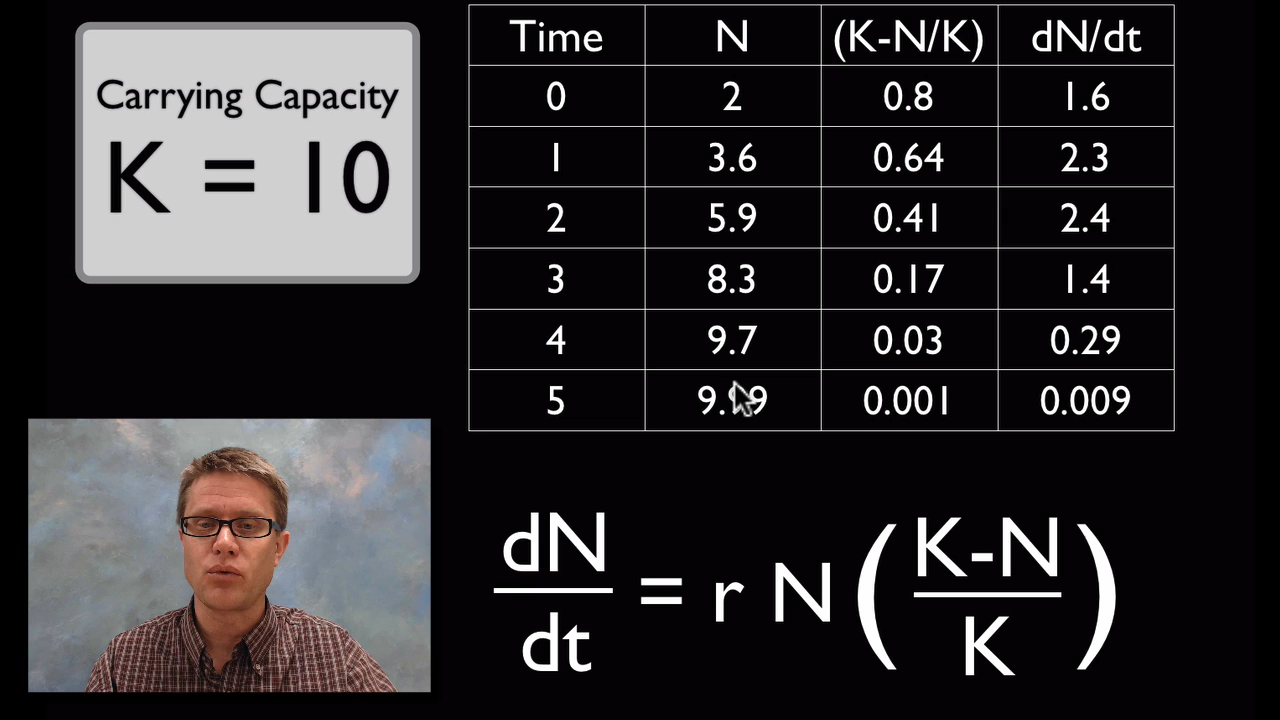 Carrying Capacity
K = 10
Time N (K-N/K) dN/dt
0 2 0.8 1.6
1 3.6 0.64 2.3
2 5.9 0.41 2.4
3 8.3 0.17 1.4
4 9.7 0.03 0.29
5 0.001 0.009
dN
dt
= r N (
K-N
K
)